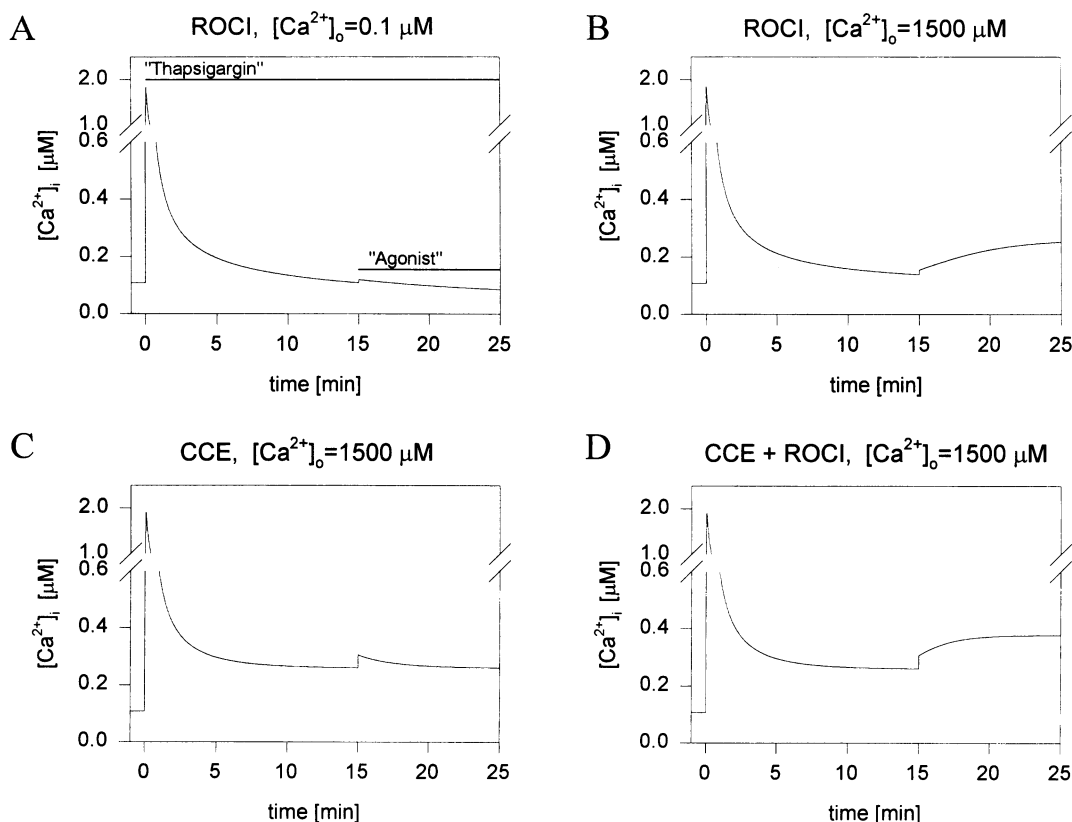 A
ROCI, [Ca²⁺]ₒ=0.1 µM
"Thapsigargin"
"Agonist"
[Ca²⁺]ᵢ [µM]
2.0
1.0
0.6
0.4
0.2
0.0
0 5 10 15 20 25
time [min]
B
ROCI, [Ca²⁺]ₒ=1500 µM
[Ca²⁺]ᵢ [µM]
2.0
1.0
0.6
0.4
0.2
0.0
0 5 10 15 20 25
time [min]
C
CCE, [Ca²⁺]ₒ=1500 µM
[Ca²⁺]ᵢ [µM]
2.0
1.0
0.6
0.4
0.2
0.0
0 5 10 15 20 25
time [min]
D
CCE + ROCI, [Ca²⁺]ₒ=1500 µM
[Ca²⁺]ᵢ [µM]
2.0
1.0
0.6
0.4
0.2
0.0
0 5 10 15 20 25
time [min]